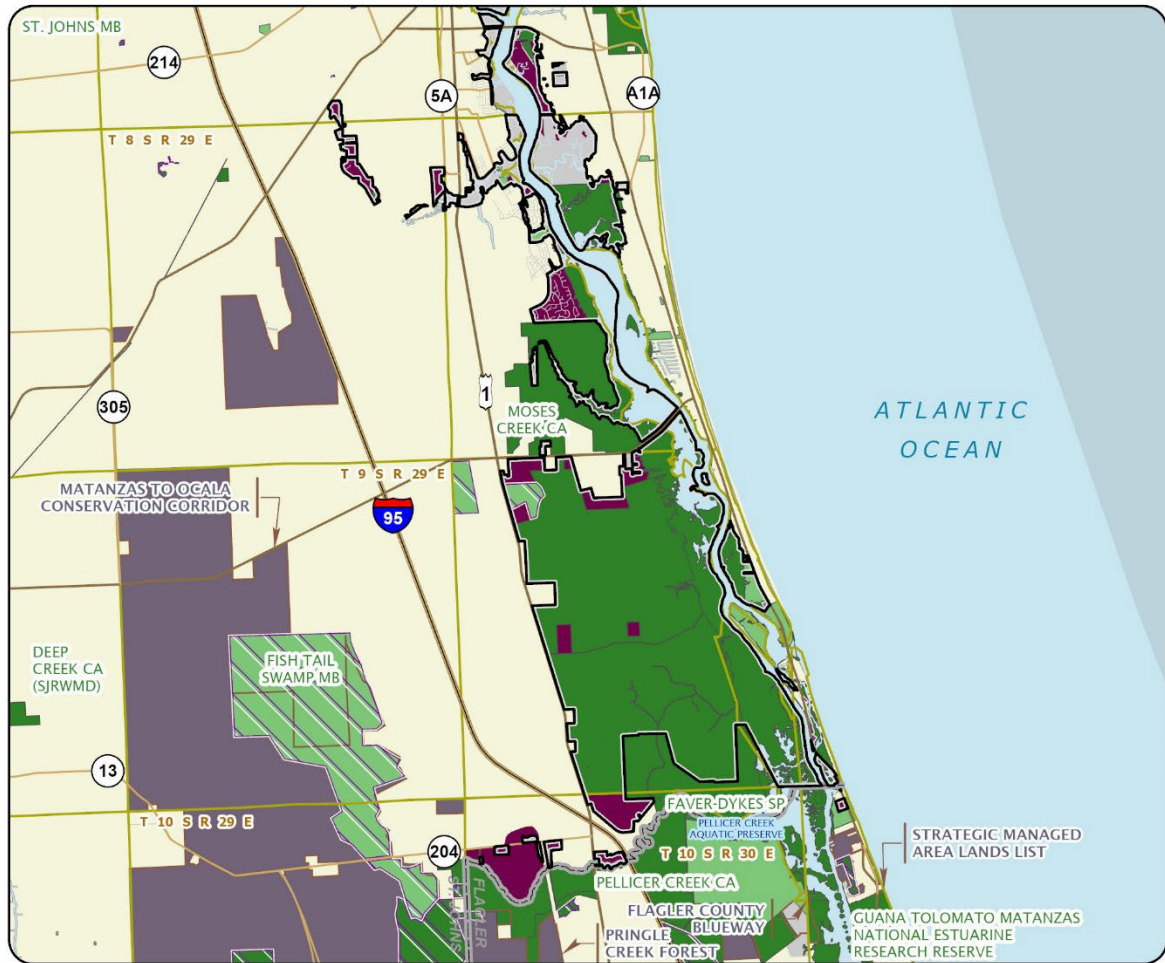 ST. JOHNS MB
214
5A
A1A
T 8 S R 29 E
305
1
MOSES
CREEK CA
ATLANTIC
OCEAN
T 9 S R 29 E
MATANZAS TO OCALA
CONSERVATION CORRIDOR
95
DEEP
CREEK CA
(SJRWMD)
FISH TAIL
SWAMP MB
13
T 10 S R 29 E
FAVER-DYKES SP
PELLICER CREEK
AQUATIC PRESERVE
204
T 10 S R 30 E
STRATEGIC MANAGED
AREA LANDS LIST
PELLICER CREEK CA
FLAGLER
ST JOHNS
FLAGLER COUNTY
BLUEWAY
PRINGLE
CREEK FOREST
GUANA TOLOMATO MATANZAS
NATIONAL ESTUARINE
RESEARCH RESERVE